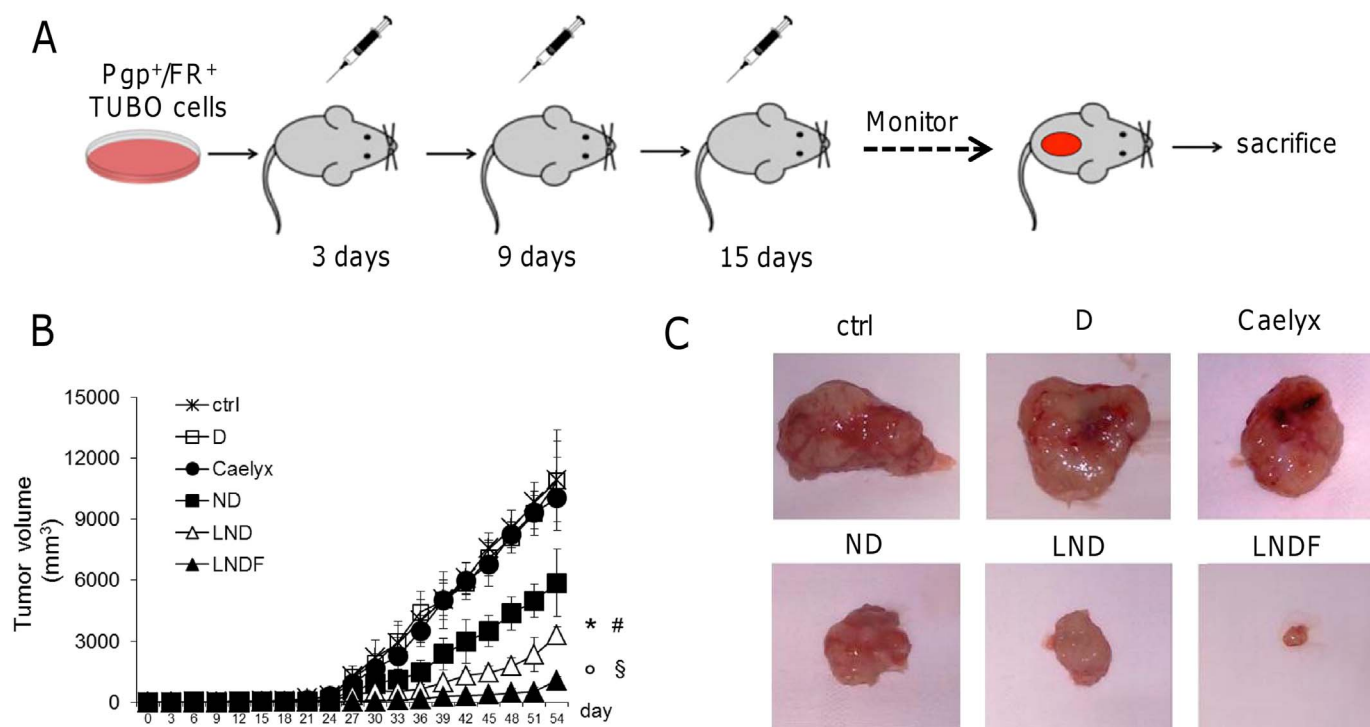 A
Pgp⁺/FR⁺
TUBO cells
Monitor
sacrifice
3 days
9 days
15 days
B
15000
12000
9000
6000
3000
0
Tumor volume
(mm³)
ctrl
D
Caelyx
ND
LND
LNDF
* #
° §
0 3 6 9 12 15 18 21 24 27 30 33 36 39 42 45 48 51 54 day
C
ctrl D Caelyx
ND LND LNDF